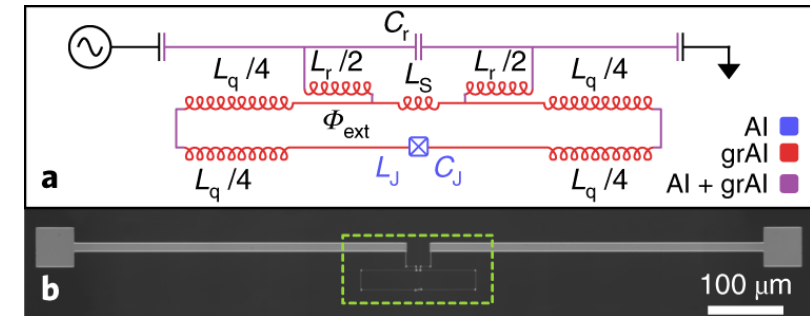 C_r
L_q/4 L_r/2 L_S L_r/2 L_q/4
Φ_ext
Al
grAl
Al + grAl
L_J C_J
a L_q/4 L_q/4
b 100 μm